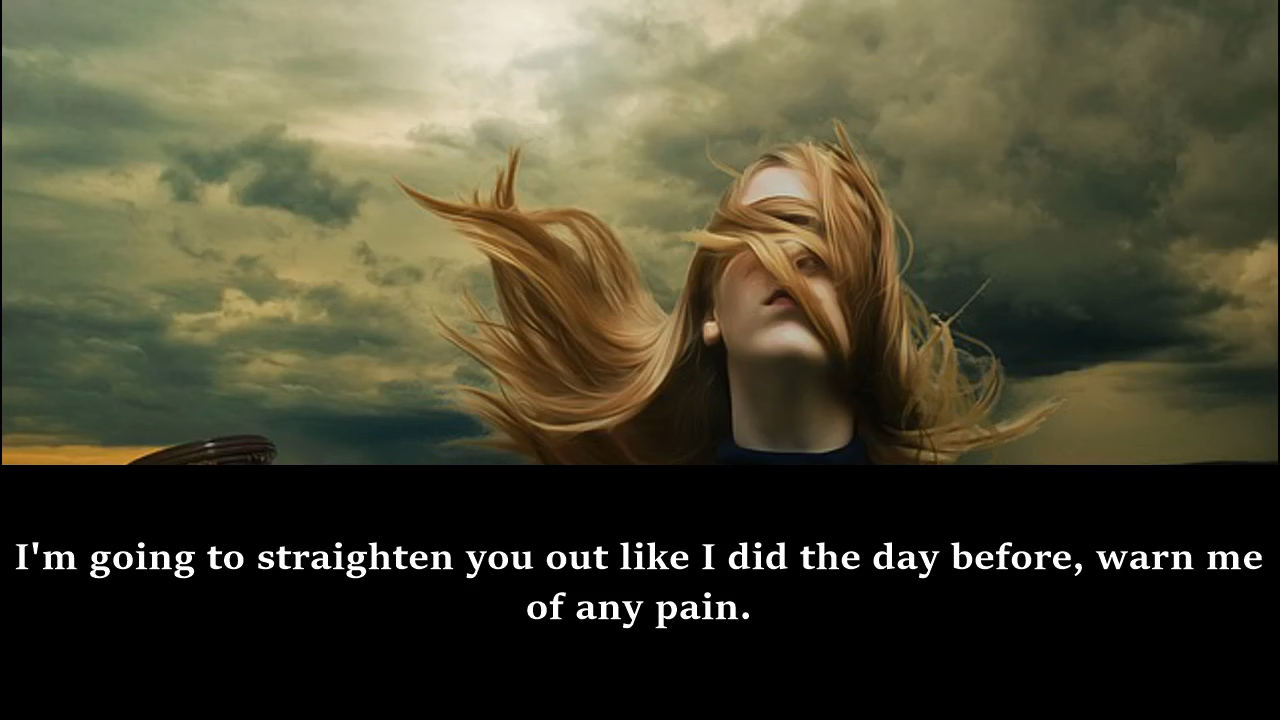 I'm going to straighten you out like I did the day before, warn me
of any pain.